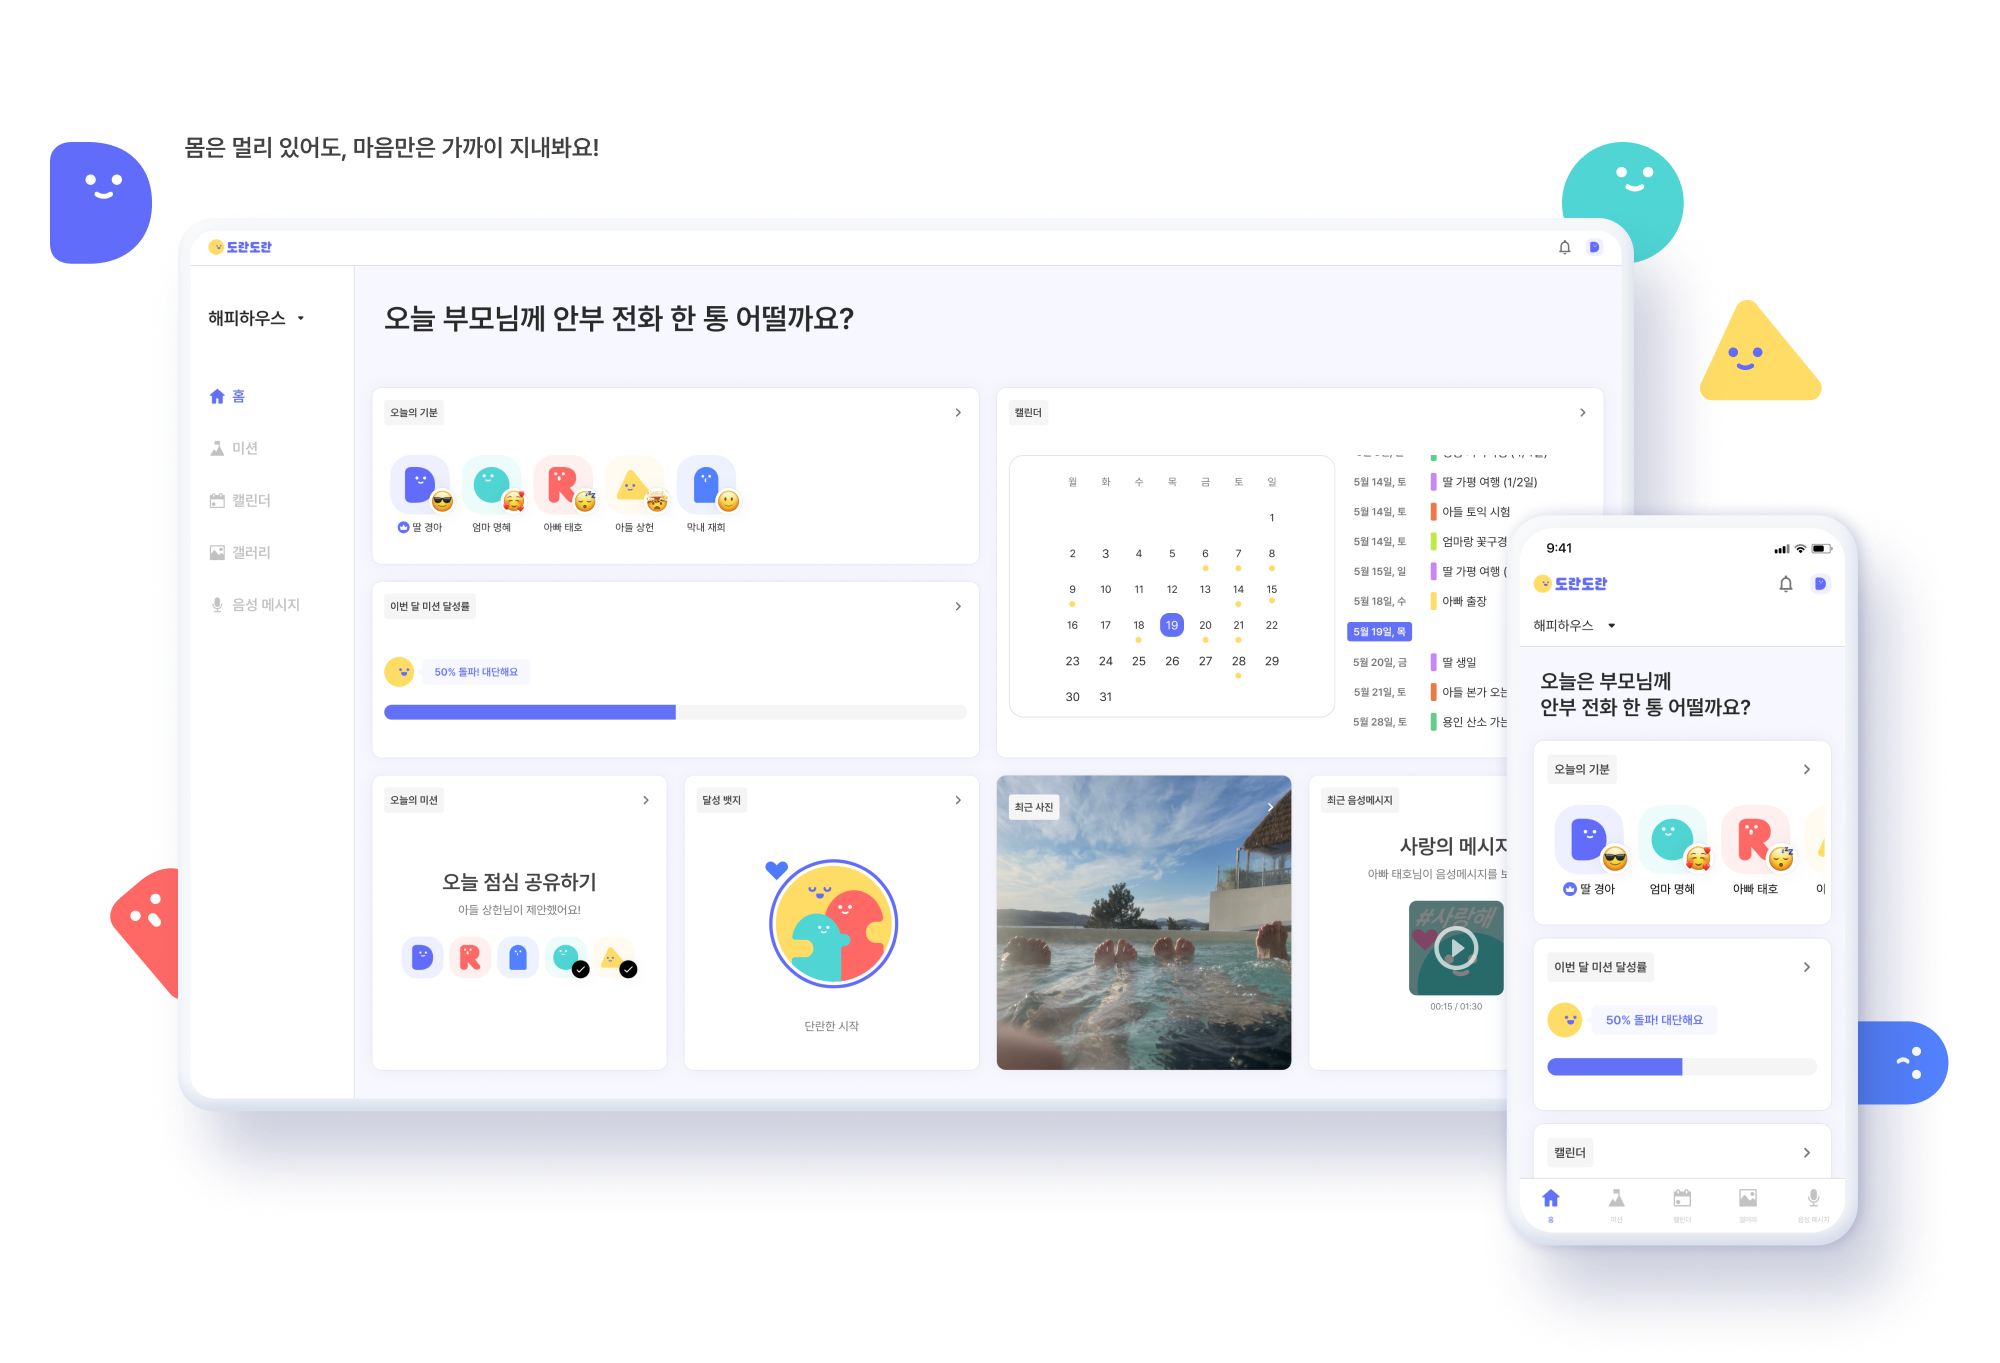 몸은 멀리 있어도, 마음만은 가까이 지내봐요!
도란도란
해피하우스
홈
미션
캘린더
갤러리
음성 메시지
오늘 부모님께 안부 전화 한 통 어떨까요?
오늘의 기분
딸 경아 엄마 명혜 아빠 태호 아들 상헌 막내 재희
이번 달 미션 달성률
50% 돌파! 대단해요
캘린더
월 화 수 목 금 토 일
1
2 3 4 5 6 7 8
9 10 11 12 13 14 15
16 17 18 19 20 21 22
23 24 25 26 27 28 29
30 31
5월 14일, 토 딸 가평 여행 (1/2일)
5월 14일, 토 아들 토익 시험
5월 14일, 토 엄마랑 꽃구경
5월 15일, 일 딸 가평 여행 (
5월 18일, 수 아빠 출장
5월 19일, 목
5월 20일, 금 딸 생일
5월 21일, 토 아들 본가 오는
5월 28일, 토 용인 산소 가는
오늘의 미션
오늘 점심 공유하기
아들 상헌님이 제안했어요!
달성 뱃지
단란한 시작
최근 사진
최근 음성메시지
사랑의 메시지
아빠 태호님이 음성메시지를 보
#사랑해
00:15 / 01:30
9:41
도란도란
해피하우스
오늘은 부모님께
안부 전화 한 통 어떨까요?
오늘의 기분
딸 경아 엄마 명혜 아빠 태호
이번 달 미션 달성률
50% 돌파! 대단해요
캘린더
홈 미션 캘린더 갤러리 음성 메시지